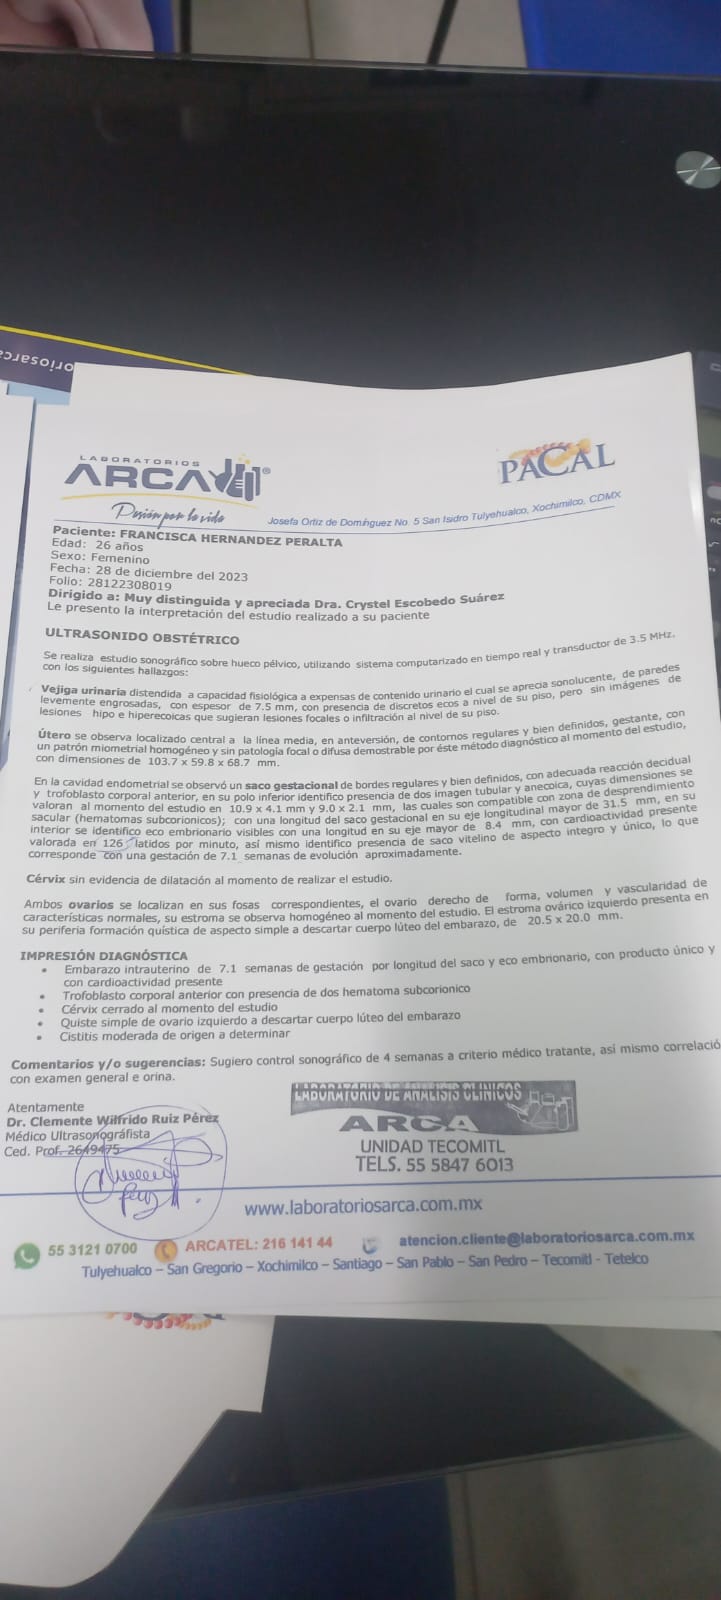 oriosarca
LABORATORIOS
ARCA
Pasión por la vida
PACAL
Josefa Ortiz de Domínguez No. 5 San Isidro Tulyehualco, Xochimilco, CDMX
Paciente: FRANCISCA HERNANDEZ PERALTA
Edad: 26 años
Sexo: Femenino
Fecha: 28 de diciembre del 2023
Folio: 28122308019
Dirigido a: Muy distinguida y apreciada Dra. Crystel Escobedo Suárez
Le presento la interpretación del estudio realizado a su paciente
ULTRASONIDO OBSTÉTRICO
Se realiza estudio sonográfico sobre hueco pélvico, utilizando sistema computarizado en tiempo real y transductor de 3.5 MHz.
con los siguientes hallazgos:
Vejiga urinaria distendida a capacidad fisiológica a expensas de contenido urinario el cual se aprecia sonolucente, de paredes
levemente engrosadas, con espesor de 7.5 mm, con presencia de discretos ecos a nivel de su piso, pero sin imágenes de
lesiones hipo e hiperecoicas que sugieran lesiones focales o infiltración al nivel de su piso.
Útero se observa localizado central a la línea media, en anteversión, de contornos regulares y bien definidos, gestante, con
un patrón miometrial homogéneo y sin patología focal o difusa demostrable por éste método diagnóstico al momento del estudio,
con dimensiones de 103.7 x 59.8 x 68.7 mm.
En la cavidad endometrial se observó un saco gestacional de bordes regulares y bien definidos, con adecuada reacción decidual
y trofoblasto corporal anterior, en su polo inferior identifico presencia de dos imagen tubular y anecoica, cuyas dimensiones se
valoran al momento del estudio en 10.9 x 4.1 mm y 9.0 x 2.1 mm, las cuales son compatible con zona de desprendimiento
sacular (hematomas subcorionicos); con una longitud del saco gestacional en su eje longitudinal mayor de 31.5 mm, en su
interior se identifico eco embrionario visibles con una longitud en su eje mayor de 8.4 mm, con cardioactividad presente
valorada en 126 latidos por minuto, así mismo identifico presencia de saco vitelino de aspecto integro y único, lo que
corresponde con una gestación de 7.1 semanas de evolución aproximadamente.
Cérvix sin evidencia de dilatación al momento de realizar el estudio.
Ambos ovarios se localizan en sus fosas correspondientes, el ovario derecho de forma, volumen y vascularidad de
características normales, su estroma se observa homogéneo al momento del estudio. El estroma ovárico izquierdo presenta en
su periferia formación quística de aspecto simple a descartar cuerpo lúteo del embarazo, de 20.5 x 20.0 mm.
IMPRESIÓN DIAGNÓSTICA
• Embarazo intrauterino de 7.1 semanas de gestación por longitud del saco y eco embrionario, con producto único y
con cardioactividad presente
• Trofoblasto corporal anterior con presencia de dos hematoma subcorionico
• Cérvix cerrado al momento del estudio
• Quiste simple de ovario izquierdo a descartar cuerpo lúteo del embarazo
• Cistitis moderada de origen a determinar
Comentarios y/o sugerencias: Sugiero control sonográfico de 4 semanas a criterio médico tratante, así mismo correlació
con examen general e orina.
Atentamente
Dr. Clemente Wilfrido Ruiz Pérez
Médico Ultrasonografista
Ced. Prof. 2649475
LABORATORIO DE ANALISIS CLINICOS
ARCA
UNIDAD TECOMITL
TELS. 55 5847 6013
www.laboratoriosarca.com.mx
55 3121 0700 ARCATEL: 216 141 44 atencion.cliente@laboratoriosarca.com.mx
Tulyehualco – San Gregorio – Xochimilco – Santiago – San Pablo – San Pedro – Tecomitl - Tetelco